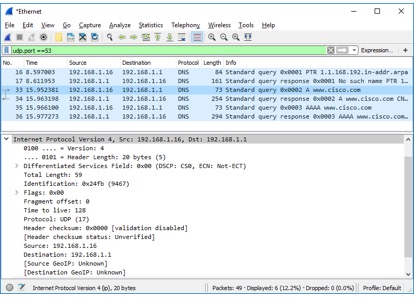 *Ethernet
File Edit View Go Capture Analyze Statistics Telephony Wireless Tools Help
udp.port ==53
Expression... +
No. Time Source Destination Protocol Length Info
16 8.597003 192.168.1.16 192.168.1.1 DNS 84 Standard query 0x0001 PTR 1.1.168.192.in-addr.arpa
17 8.611953 192.168.1.1 192.168.1.16 DNS 161 Standard query response 0x0001 No such name PTR 1…
33 15.952381 192.168.1.16 192.168.1.1 DNS 73 Standard query 0x0002 A www.cisco.com
34 15.963198 192.168.1.1 192.168.1.16 DNS 254 Standard query response 0x0002 A www.cisco.com CN…
35 15.966100 192.168.1.16 192.168.1.1 DNS 73 Standard query 0x0003 AAAA www.cisco.com
36 15.977273 192.168.1.1 192.168.1.16 DNS 294 Standard query response 0x0003 AAAA www.cisco.com…
Internet Protocol Version 4, Src: 192.168.1.16, Dst: 192.168.1.1
0100 .... = Version: 4
.... 0101 = Header Length: 20 bytes (5)
Differentiated Services Field: 0x00 (DSCP: CS0, ECN: Not-ECT)
Total Length: 59
Identification: 0x24fb (9467)
Flags: 0x00
Fragment offset: 0
Time to live: 128
Protocol: UDP (17)
Header checksum: 0x0000 [validation disabled]
[Header checksum status: Unverified]
Source: 192.168.1.16
Destination: 192.168.1.1
[Source GeoIP: Unknown]
[Destination GeoIP: Unknown]
Internet Protocol Version 4 (ip), 20 bytes
Packets: 49 · Displayed: 6 (12.2%) · Dropped: 0 (0.0%)
Profile: Default